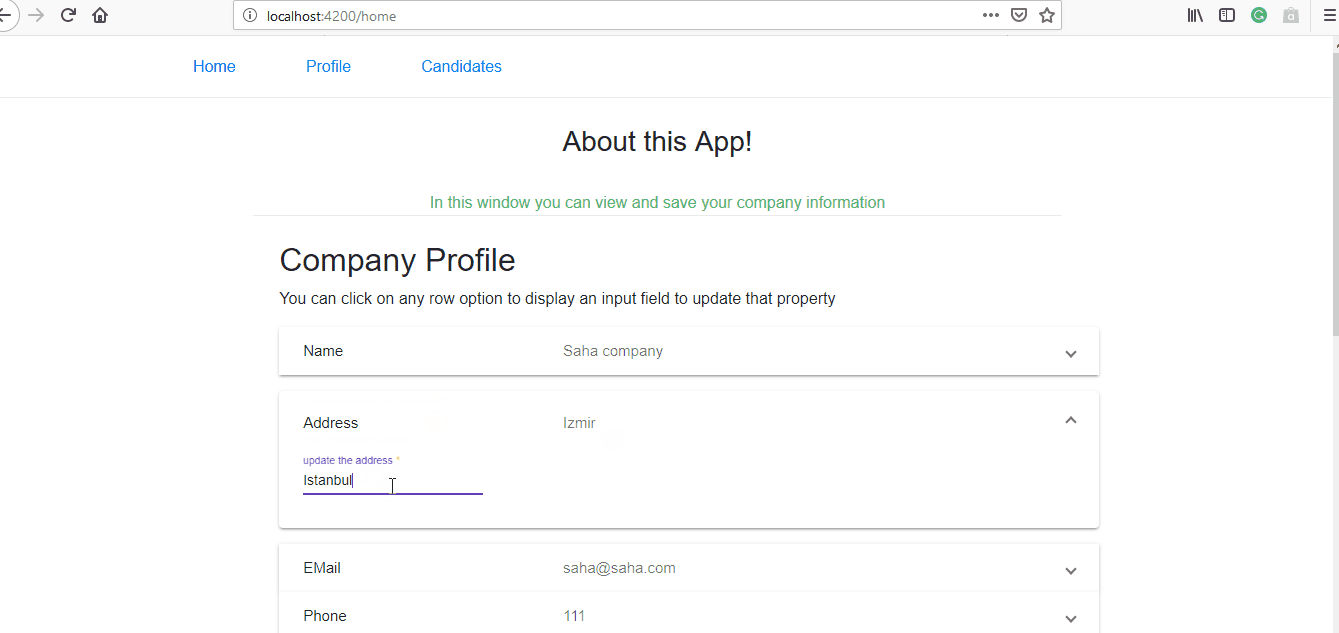 localhost:4200/home
Home Profile Candidates
About this App!
In this window you can view and save your company information
Company Profile
You can click on any row option to display an input field to update that property
Name Saha company
Address Izmir
update the address *
Istanbul
EMail saha@saha.com
Phone 111